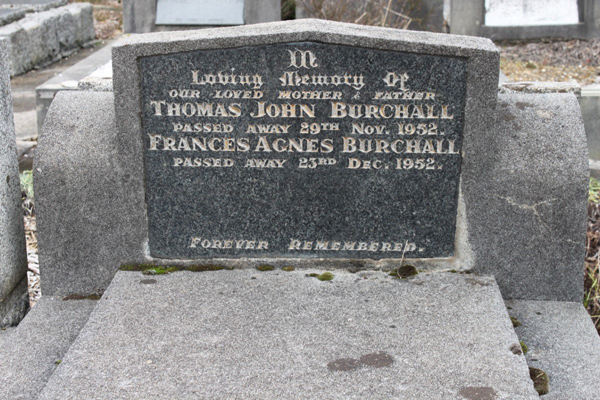 In
Loving Memory Of
OUR LOVED MOTHER & FATHER
THOMAS JOHN BURCHALL
PASSED AWAY 29TH NOV. 1952.
FRANCES AGNES BURCHALL
PASSED AWAY 23RD DEC. 1952.
FOREVER REMEMBERED.